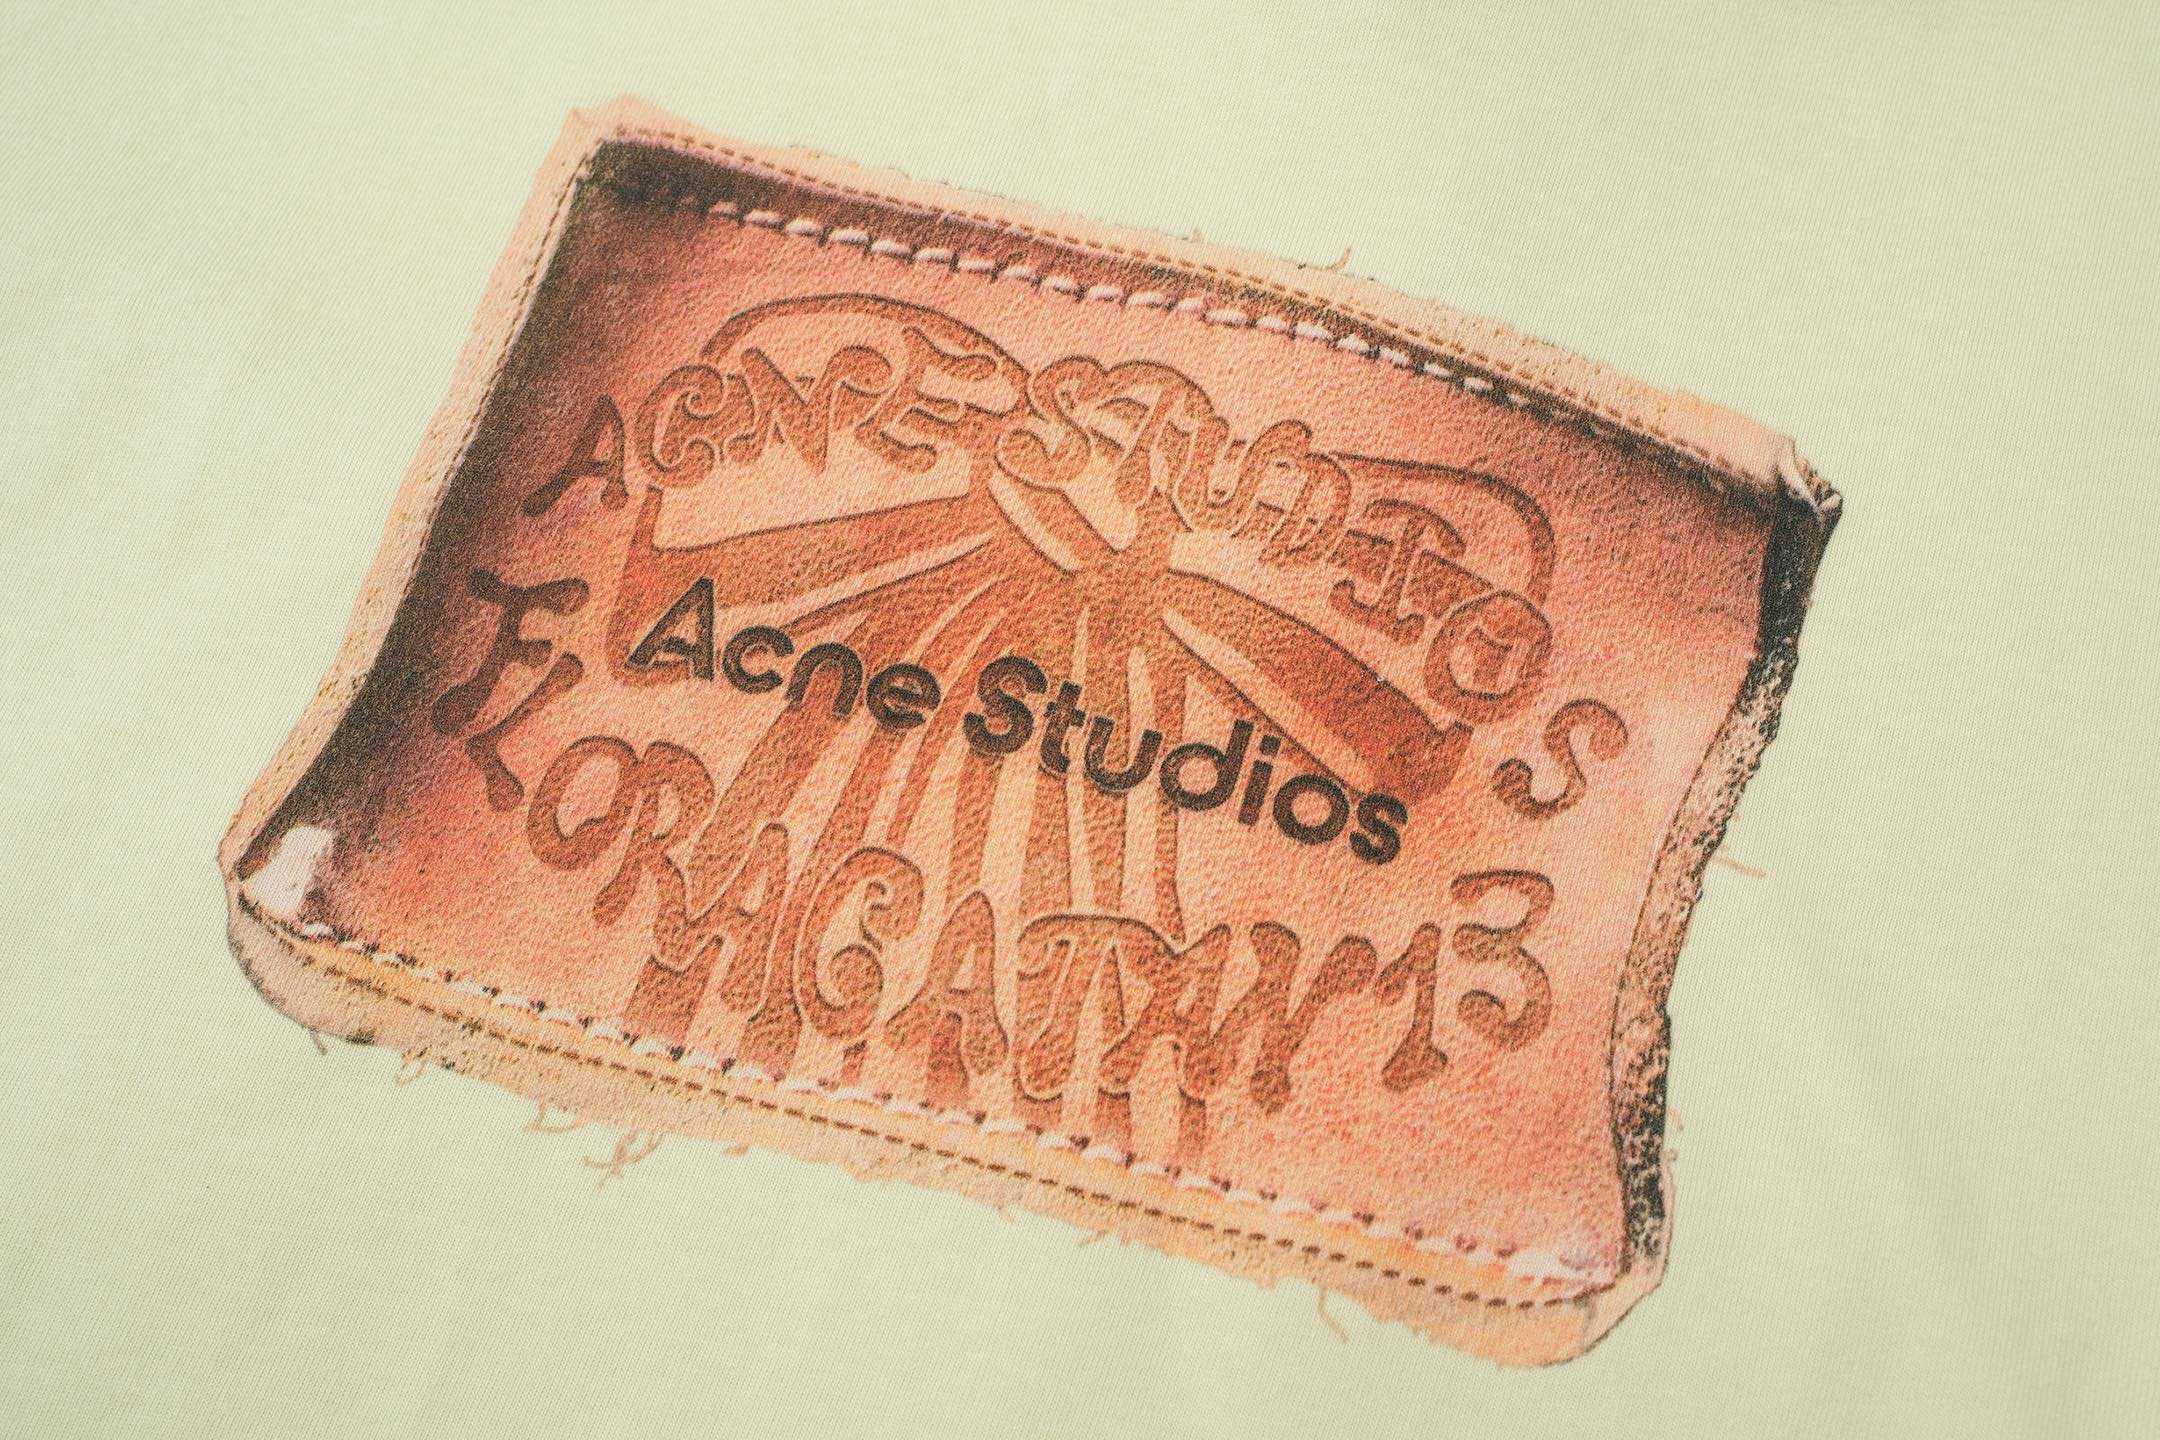 ACNE STUDIOS
Acne Studios
FLORAGATAN 13